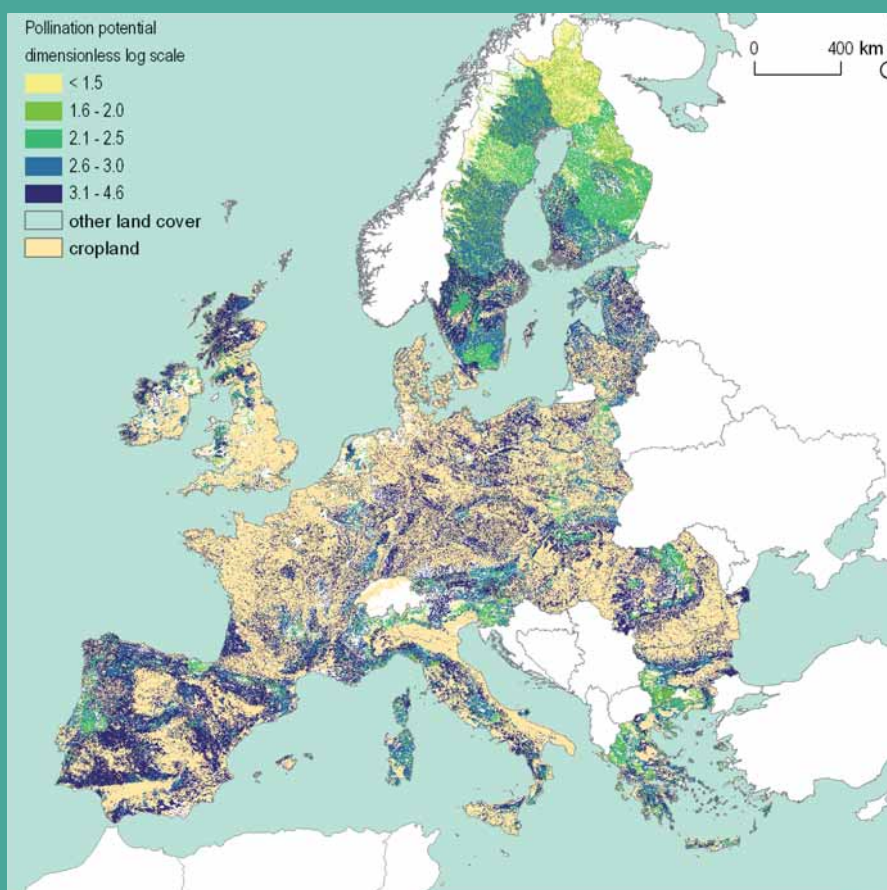 Pollination potential
dimensionless log scale
< 1.5
1.6 - 2.0
2.1 - 2.5
2.6 - 3.0
3.1 - 4.6
other land cover
cropland
0 400 km